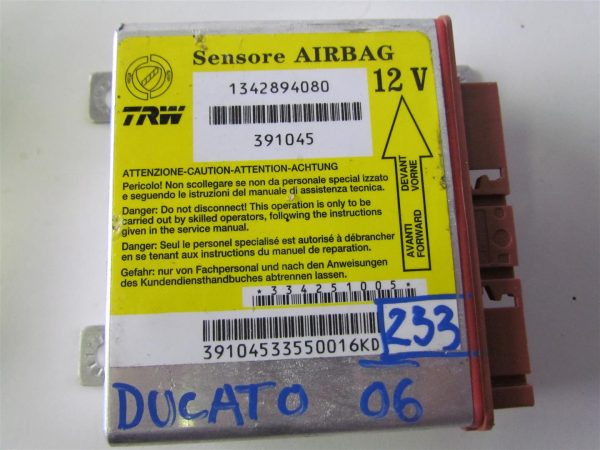 Sensore AIRBAG
1342894080
12 V
TRW
391045
ATTENZIONE-CAUTION-ATTENTION-ACHTUNG
Pericolo! Non scollegare se non da personale special izzato
e seguendo le istruzioni del manuale di assistenza tecnica.
Danger: Do not disconnect! This operation is only to be
carried out by skilled operators, following the instructions
given in the service manual.
Danger: Seul le personel specialisé est autorisé à débrancher
en se tenant aux instructions du manuel de reparation.
Gefahr: nur von Fachpersonal und nach den Anweisungen
des Kundendiensthandbuches abtrennen lassen.
AVANTI DEVANT
FORWARD VORNE
*334251005*
39104533550016KD
233
DUCATO 06